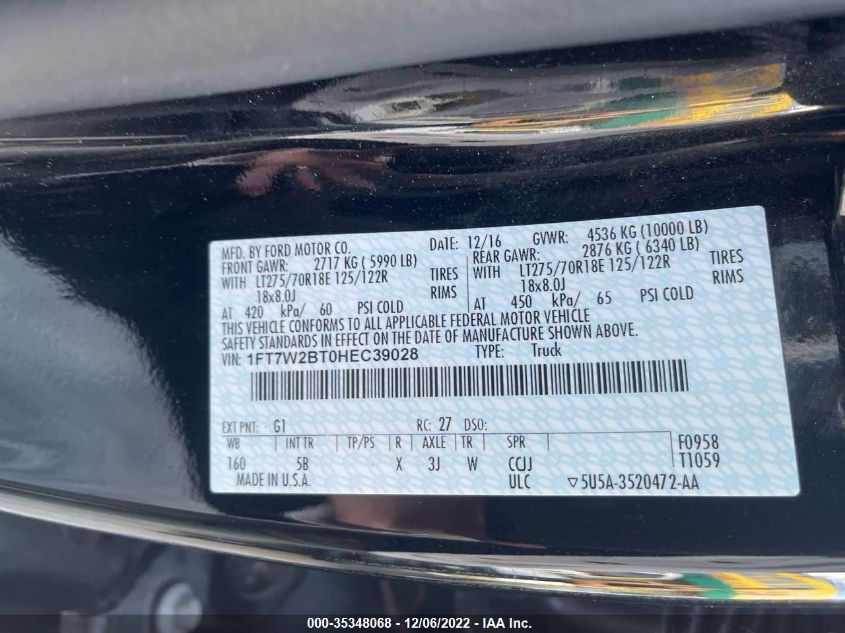 MFD. BY FORD MOTOR CO. DATE: 12/16 GVWR: 4536 KG (10000 LB)
FRONT GAWR: 2717 KG ( 5990 LB) REAR GAWR: 2876 KG ( 6340 LB)
WITH LT275/70R18E 125/122R TIRES WITH LT275/70R18E 125/122R TIRES
18x8.0J RIMS 18x8.0J RIMS
AT 420 kPa/ 60 PSI COLD AT 450 kPa/ 65 PSI COLD
THIS VEHICLE CONFORMS TO ALL APPLICABLE FEDERAL MOTOR VEHICLE
SAFETY STANDARDS IN EFFECT ON THE DATE OF MANUFACTURE SHOWN ABOVE.
VIN: 1FT7W2BT0HEC39028 TYPE: Truck
EXT PNT: G1 RC: 27 DSO:
WB INT TR TP/PS R AXLE TR SPR F0958
160 5B X 3J W CCJJ T1059
MADE IN U.S.A. ULC ▽5U5A-3520472-AA
000-35348068 - 12/06/2022 - IAA Inc.